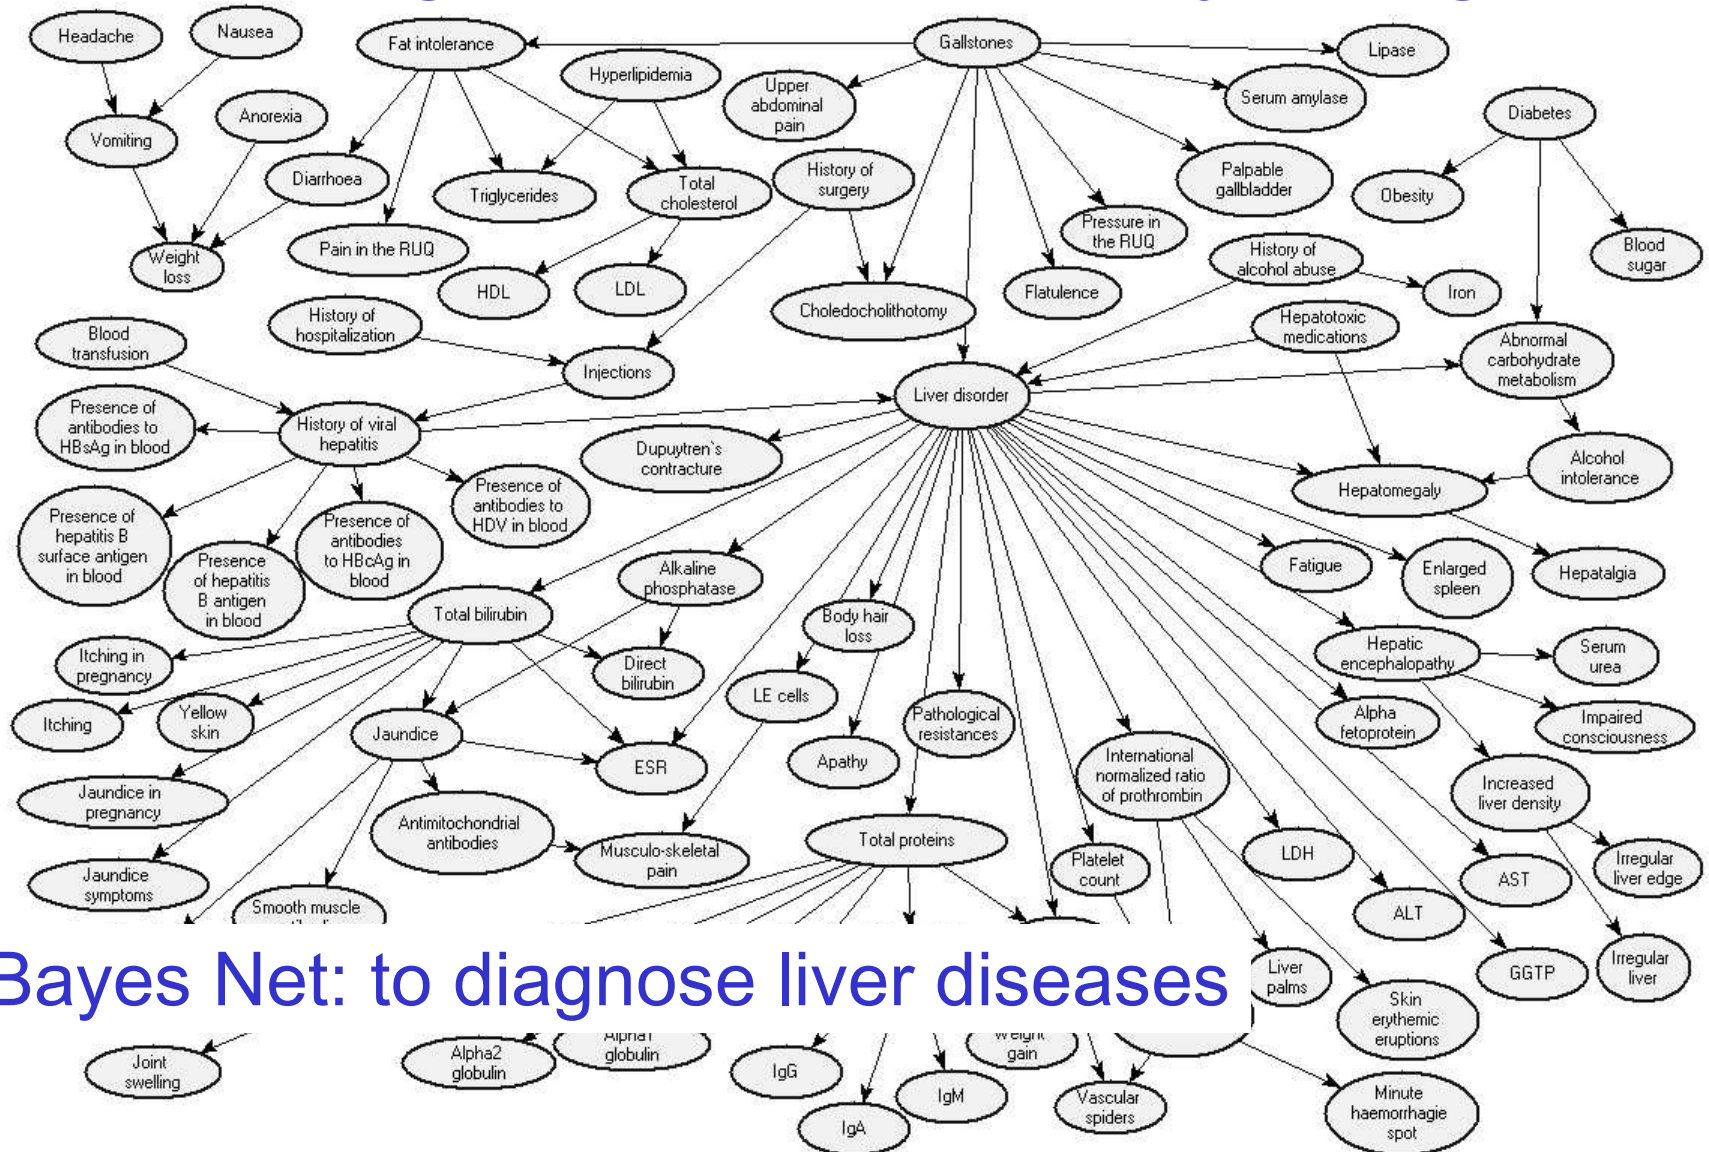 Headache
Nausea
Fat intolerance
Gallstones
Lipase
Hyperlipidemia
Upper
abdominal
pain
Serum amylase
Diabetes
Anorexia
Vomiting
Diarrhoea
Triglycerides
Total
cholesterol
History of
surgery
Palpable
gallbladder
Obesity
Pain in the RUQ
Pressure in
the RUQ
Weight
loss
HDL
LDL
Flatulence
History of
alcohol abuse
Iron
Blood
sugar
Choledocholithotomy
History of
hospitalization
Hepatotoxic
medications
Blood
transfusion
Injections
Abnormal
carbohydrate
metabolism
Liver disorder
Presence of
antibodies to
HBsAg in blood
History of viral
hepatitis
Dupuytren`s
contracture
Alcohol
intolerance
Hepatomegaly
Presence of
antibodies to
HDV in blood
Presence of
hepatitis B
surface antigen
in blood
Presence of
antibodies
to HBcAg in
blood
Presence
of hepatitis
B antigen
in blood
Alkaline
phosphatase
Fatigue
Enlarged
spleen
Hepatalgia
Total bilirubin
Body hair
loss
Hepatic
encephalopathy
Serum
urea
Itching in
pregnancy
Direct
bilirubin
LE cells
Itching
Yellow
skin
Jaundice
Pathological
resistances
Alpha
fetoprotein
Impaired
consciousness
ESR
Apathy
International
normalized ratio
of prothrombin
Increased
liver density
Jaundice in
pregnancy
Antimitochondrial
antibodies
Total proteins
Musculo-skeletal
pain
Platelet
count
LDH
Irregular
liver edge
Jaundice
symptoms
AST
Smooth muscle
ALT
Bayes Net: to diagnose liver diseases
Liver
palms
GGTP
Irregular
liver
Skin
erythemic
eruptions
Joint
swelling
Alpha2
globulin
Alpha1
globulin
IgG
weight
gain
IgM
IgA
Vascular
spiders
Minute
haemorrhagie
spot